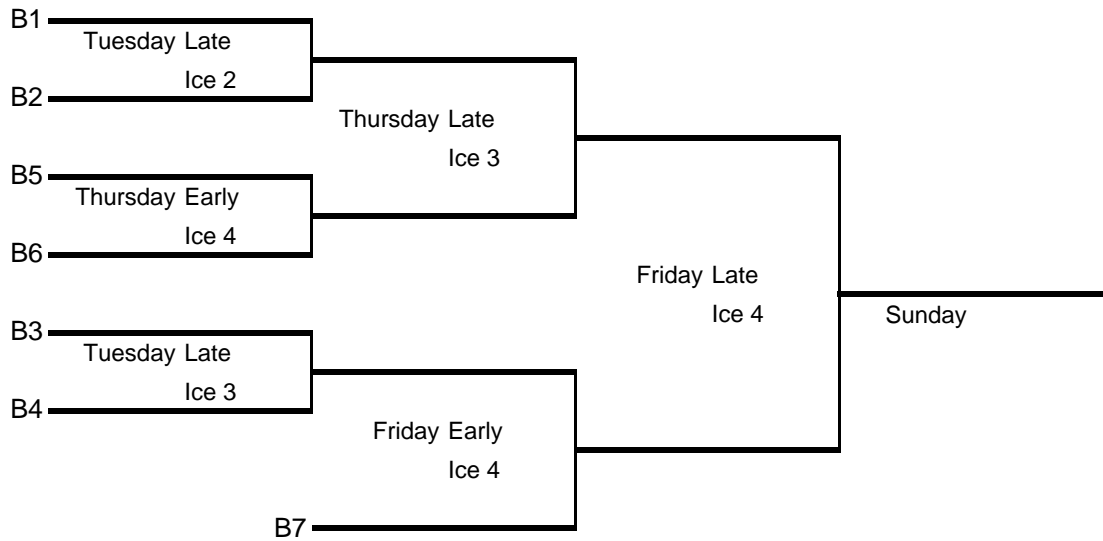 B1
Tuesday Late
Ice 2
B2
Thursday Late
Ice 3
B5
Thursday Early
Ice 4
B6
Friday Late
Ice 4
Sunday
B3
Tuesday Late
Ice 3
B4
Friday Early
Ice 4
B7